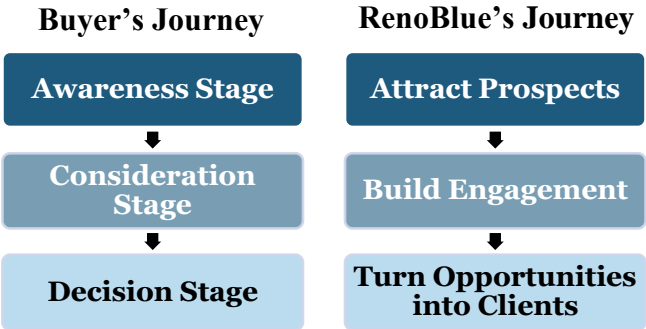 Buyer's Journey
Awareness Stage
Consideration
Stage
Decision Stage
RenoBlue's Journey
Attract Prospects
Build Engagement
Turn Opportunities
into Clients